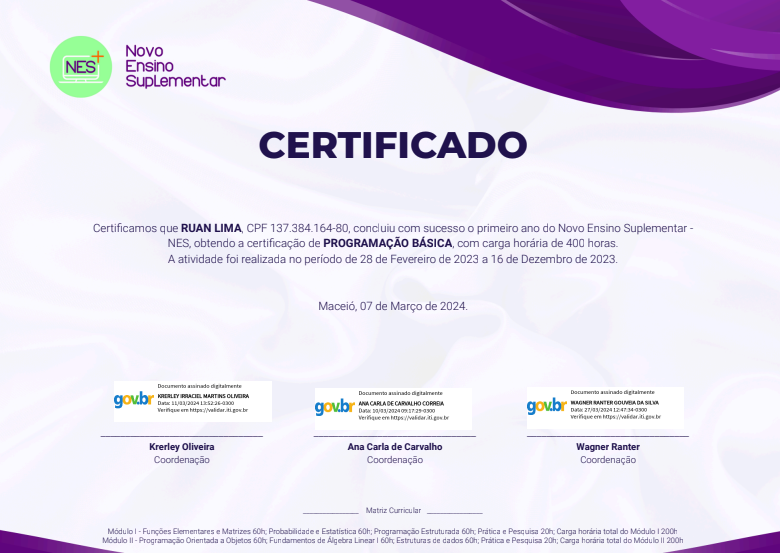 NES+
Novo
Ensino
Suplementar
CERTIFICADO
Certificamos que RUAN LIMA, CPF 137.384.164-80, concluiu com sucesso o primeiro ano do Novo Ensino Suplementar -
NES, obtendo a certificação de PROGRAMAÇÃO BÁSICA, com carga horária de 400 horas.
A atividade foi realizada no período de 28 de Fevereiro de 2023 a 16 de Dezembro de 2023.
Maceió, 07 de Março de 2024.
gov.br
Documento assinado digitalmente
KRERLEY IRRACIEL MARTINS OLIVEIRA
Data: 11/03/2024 13:52:26-0300
Verifique em https://validar.iti.gov.br
Krerley Oliveira
Coordenação
gov.br
Documento assinado digitalmente
ANA CARLA DE CARVALHO CORREIA
Data: 10/03/2024 09:17:29-0300
Verifique em https://validar.iti.gov.br
Ana Carla de Carvalho
Coordenação
gov.br
Documento assinado digitalmente
WAGNER RANTER GOUVEIA DA SILVA
Data: 27/03/2024 12:47:34-0300
Verifique em https://validar.iti.gov.br
Wagner Ranter
Coordenação
Matriz Curricular
Módulo I - Funções Elementares e Matrizes 60h; Probabilidade e Estatística 60h; Programação Estruturada 60h; Prática e Pesquisa 20h; Carga horária total do Módulo I 200h
Módulo II - Programação Orientada a Objetos 60h; Fundamentos de Álgebra Linear I 60h; Estruturas de dados 60h; Prática e Pesquisa 20h; Carga horária total do Módulo II 200h